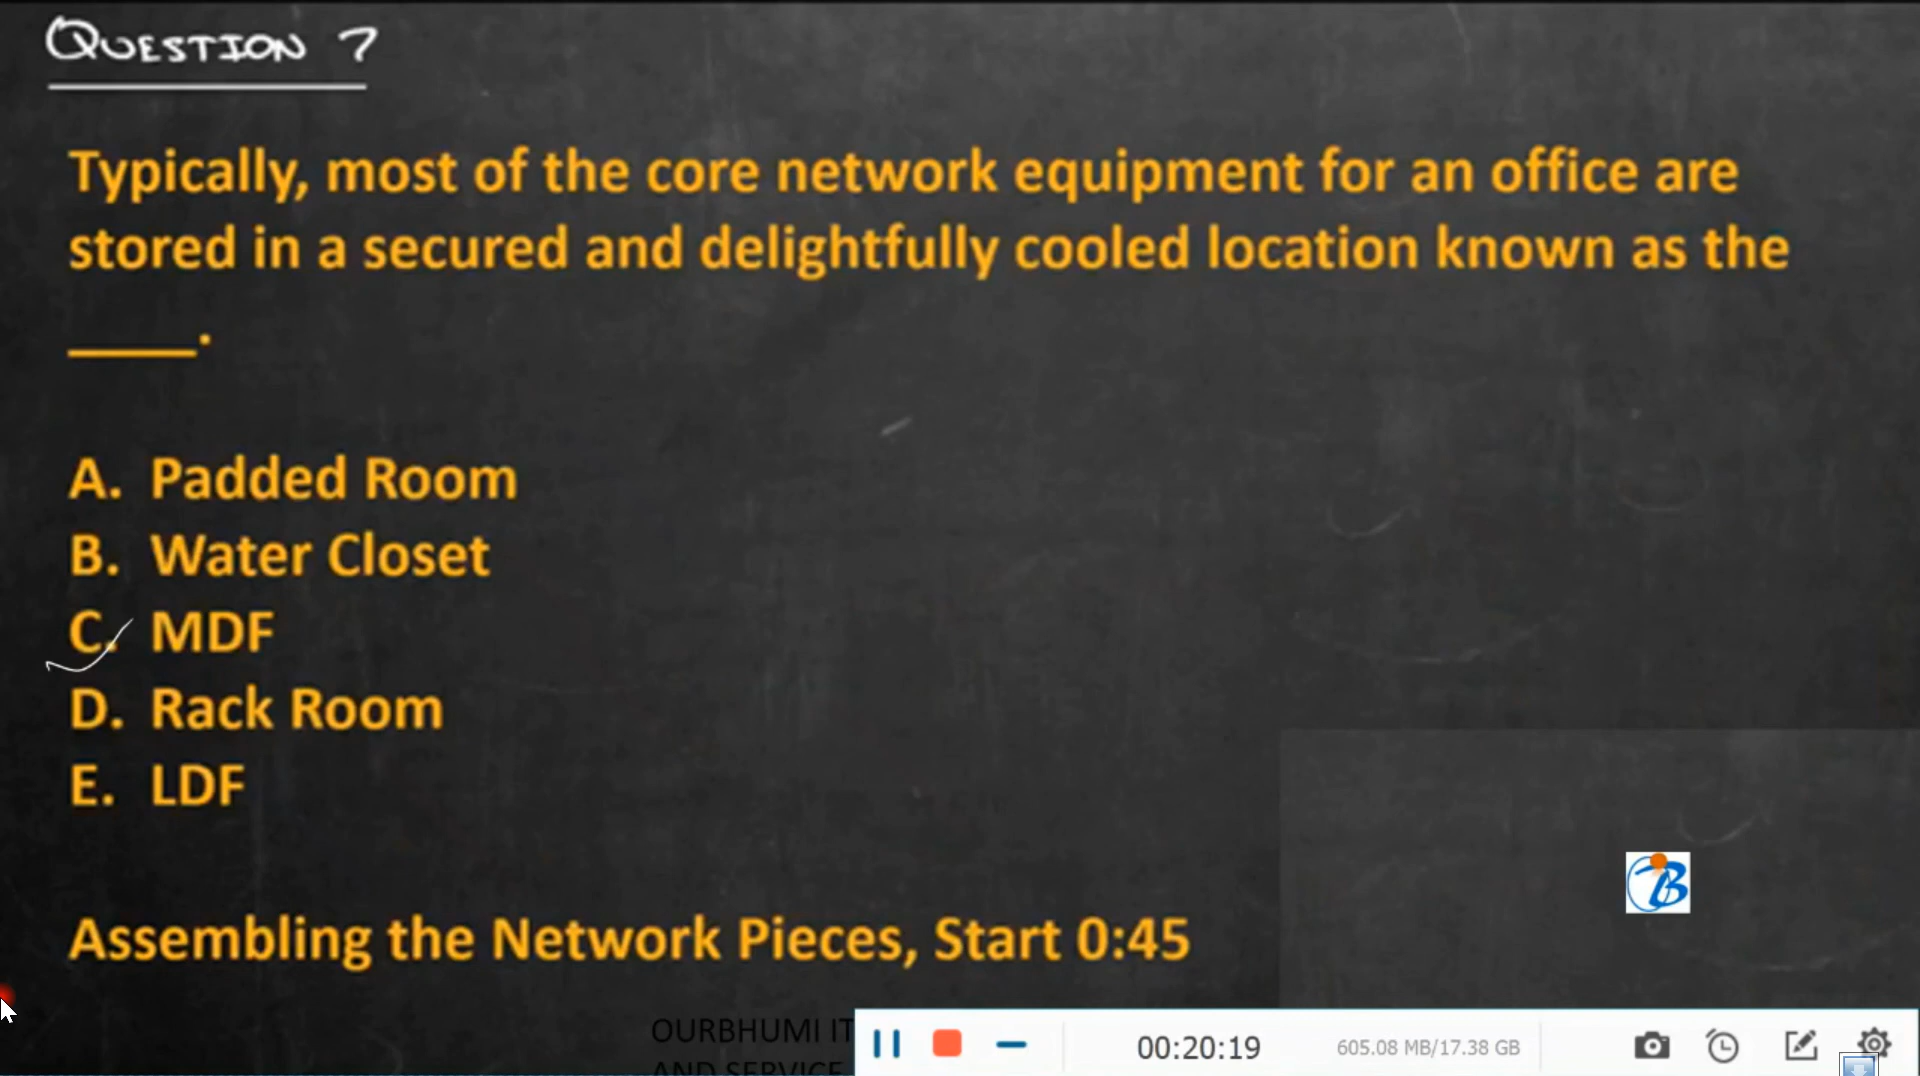 QUESTION 7
Typically, most of the core network equipment for an office are
stored in a secured and delightfully cooled location known as the
____.
A. Padded Room
B. Water Closet
C. MDF
D. Rack Room
E. LDF
Assembling the Network Pieces, Start 0:45
OURBHUMI IT
AND SERVICE
00:20:19
605.08 MB/17.38 GB
B